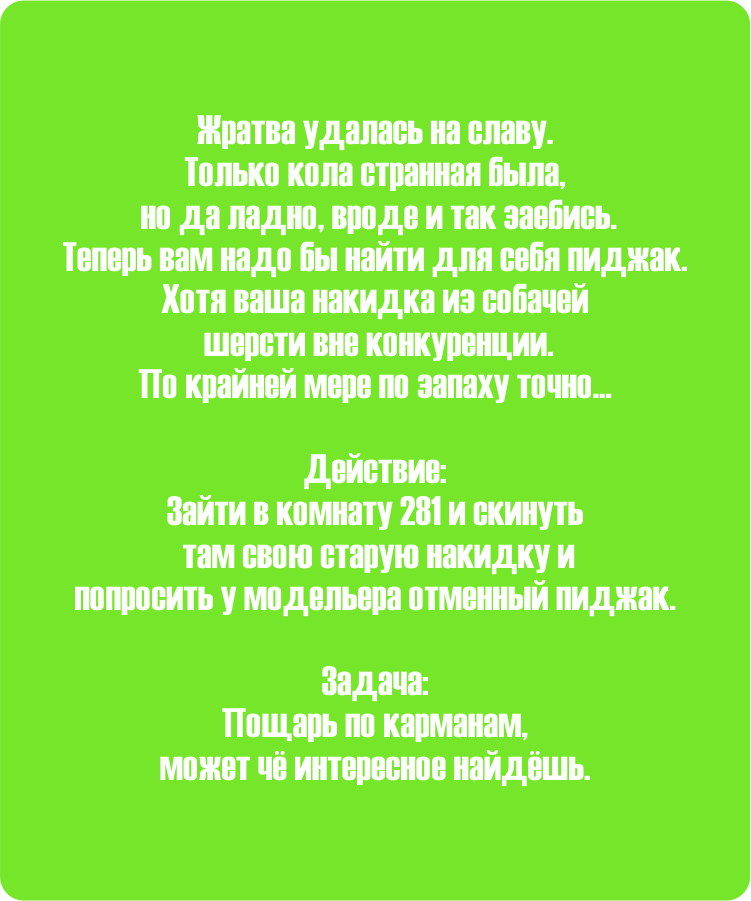 Жратва удалась на славу.
Только кола странная была,
но да ладно, вроде и так заебись.
Теперь вам надо бы найти для себя пиджак.
Хотя ваша накидка из собачей
шерсти вне конкуренции.
По крайней мере по запаху точно...
Действие:
Зайти в комнату 281 и скинуть
там свою старую накидку и
попросить у модельера отменный пиджак.
Задача:
Пощарь по карманам,
может чё интересное найдёшь.